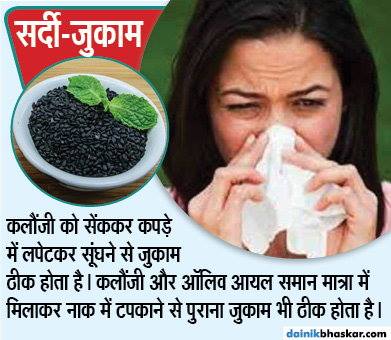 सर्दी-जुकाम
कलौंजी को सेंककर कपड़े
में लपेटकर सूंघने से जुकाम
ठीक होता है। कलौंजी और ऑलिव आयल समान मात्रा में
मिलाकर नाक में टपकाने से पुराना जुकाम भी ठीक होता है।
dainikbhaskar.com